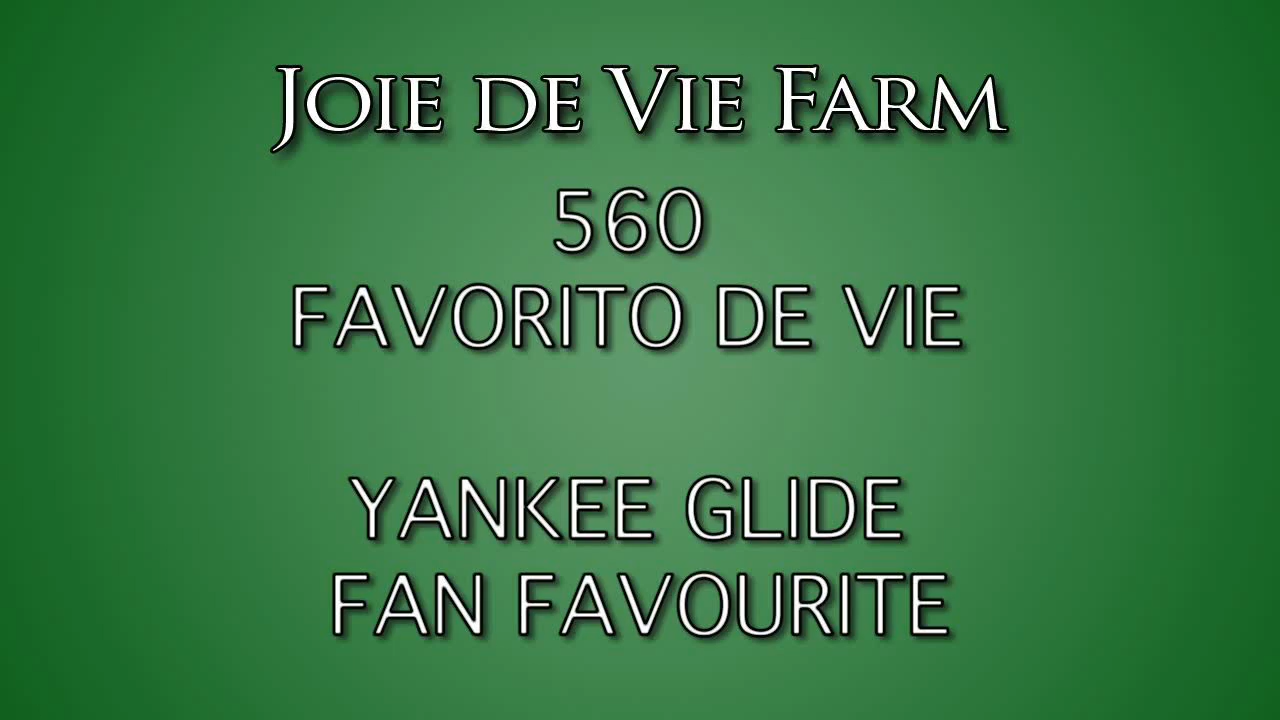 Joie de Vie Farm
560
FAVORITO DE VIE
YANKEE GLIDE
FAN FAVOURITE